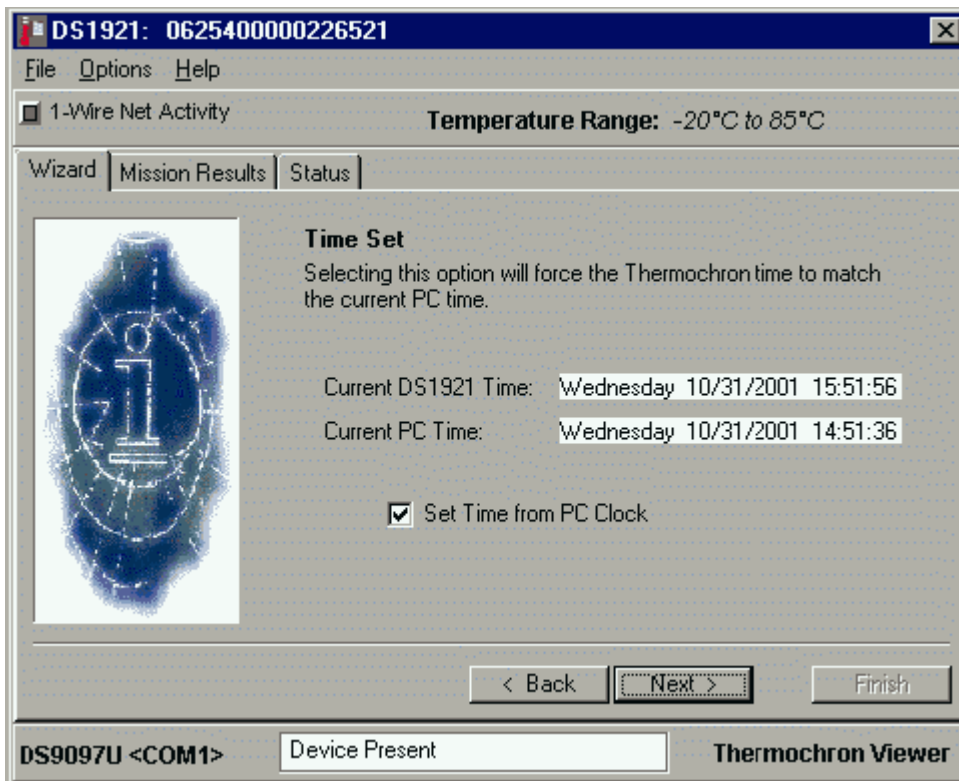 DS1921: 0625400000226521
File Options Help
1-Wire Net Activity
Temperature Range: -20°C to 85°C
Wizard Mission Results Status
Time Set
Selecting this option will force the Thermochron time to match
the current PC time.
Current DS1921 Time: Wednesday 10/31/2001 15:51:56
Current PC Time: Wednesday 10/31/2001 14:51:36
Set Time from PC Clock
< Back Next > Finish
DS9097U <COM1> Device Present Thermochron Viewer